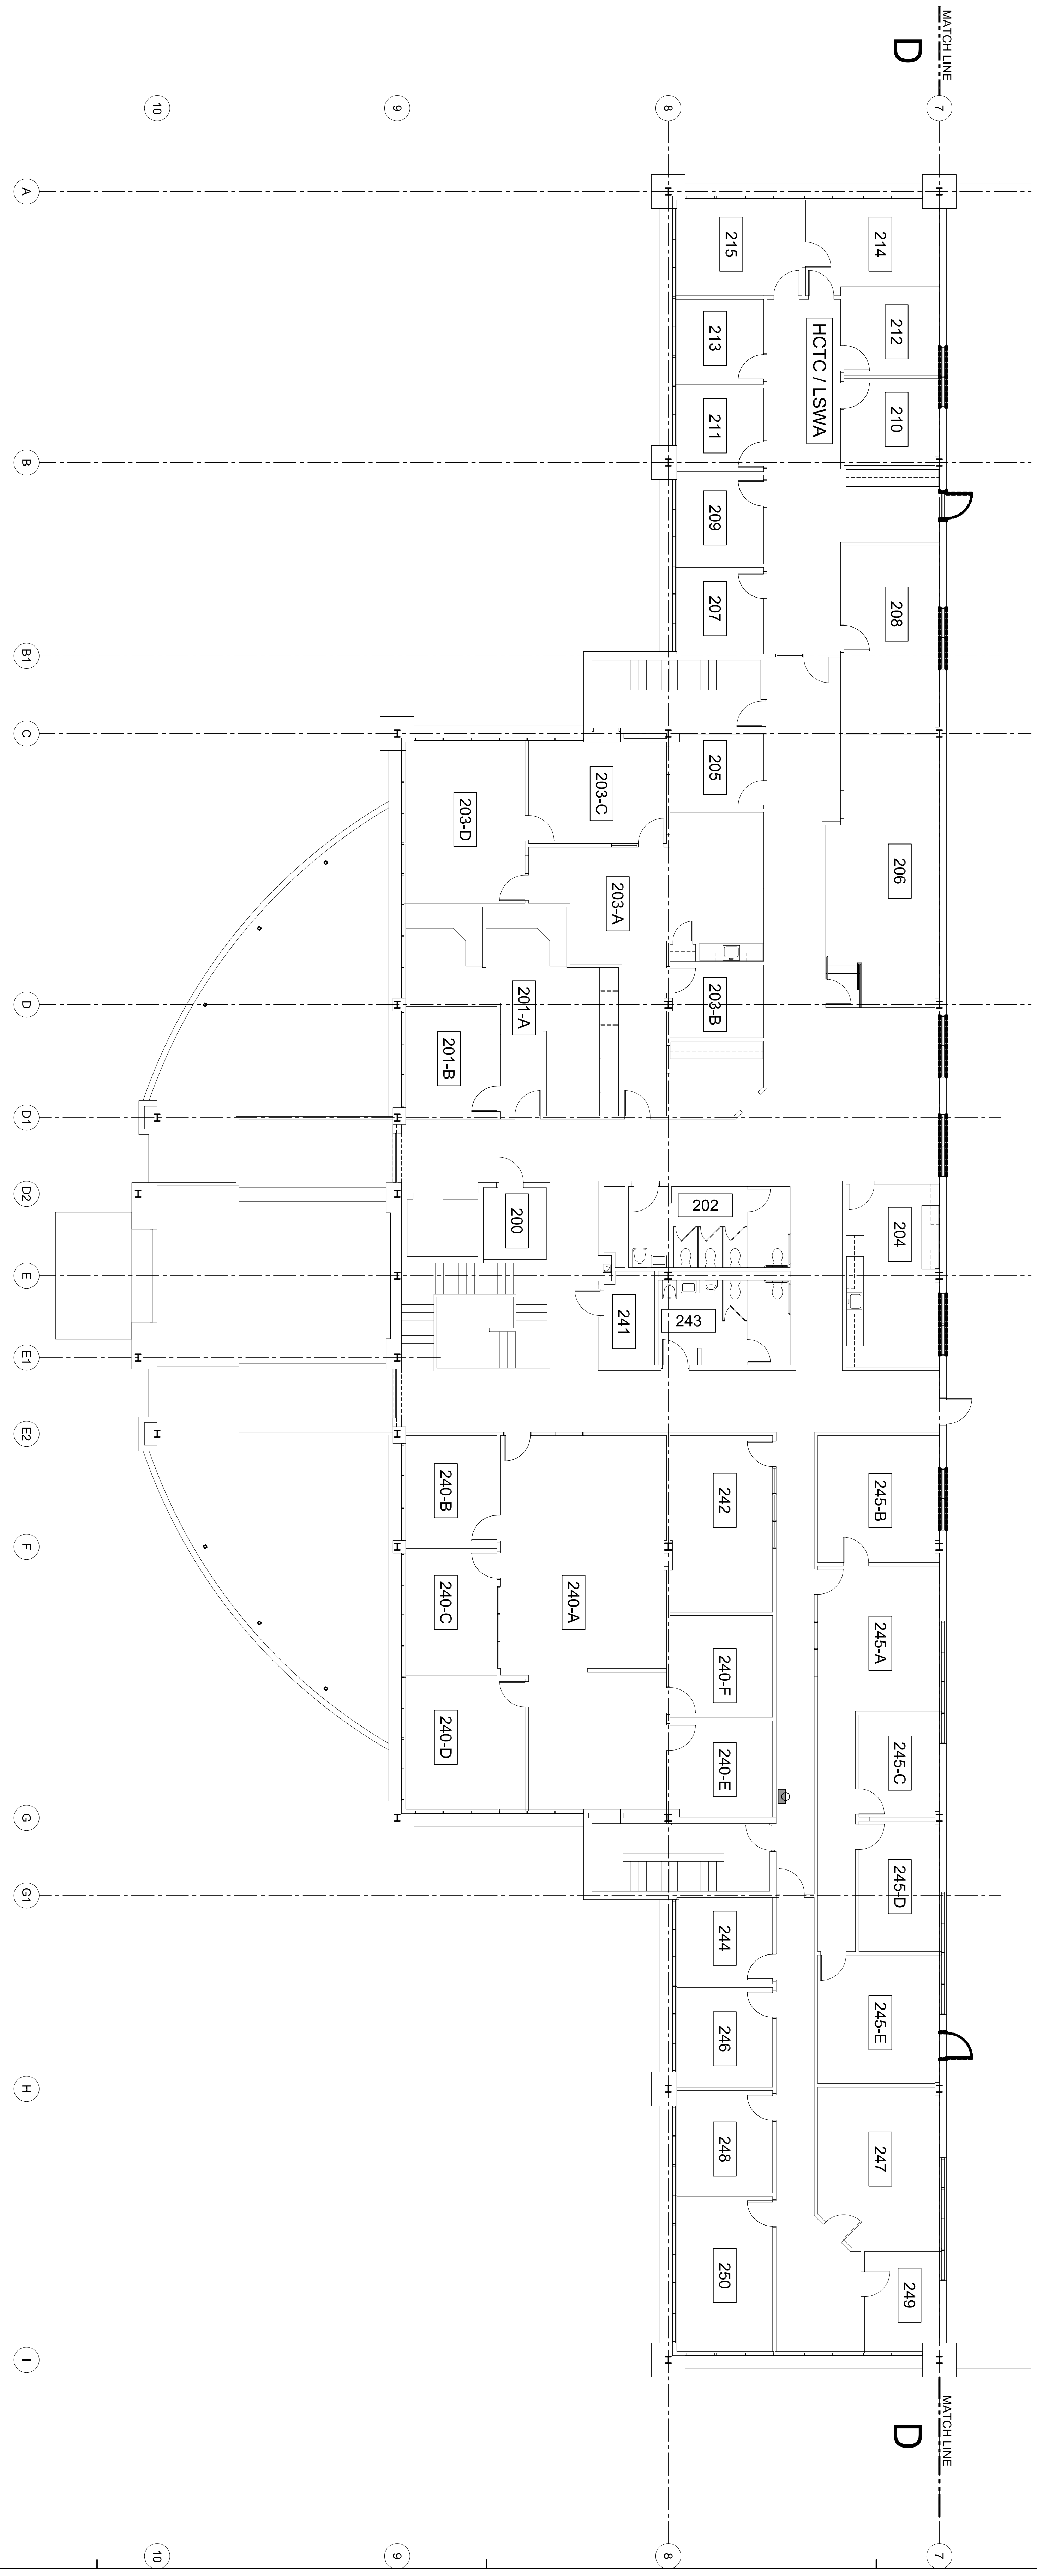 MATCH LINE
D
10
9
8
7
A
B
B1
C
D
D1
D2
E
E1
E2
F
G
G1
H
I
215
214
213
212
HCTC / LSWA
211
210
209
207
208
205
203-C
203-D
203-A
206
203-B
201-A
201-B
200
202
204
241
243
240-B
242
245-B
240-C
240-A
245-A
240-F
240-D
240-E
245-C
245-D
244
246
245-E
248
247
250
249
MATCH LINE
D
10
9
8
7